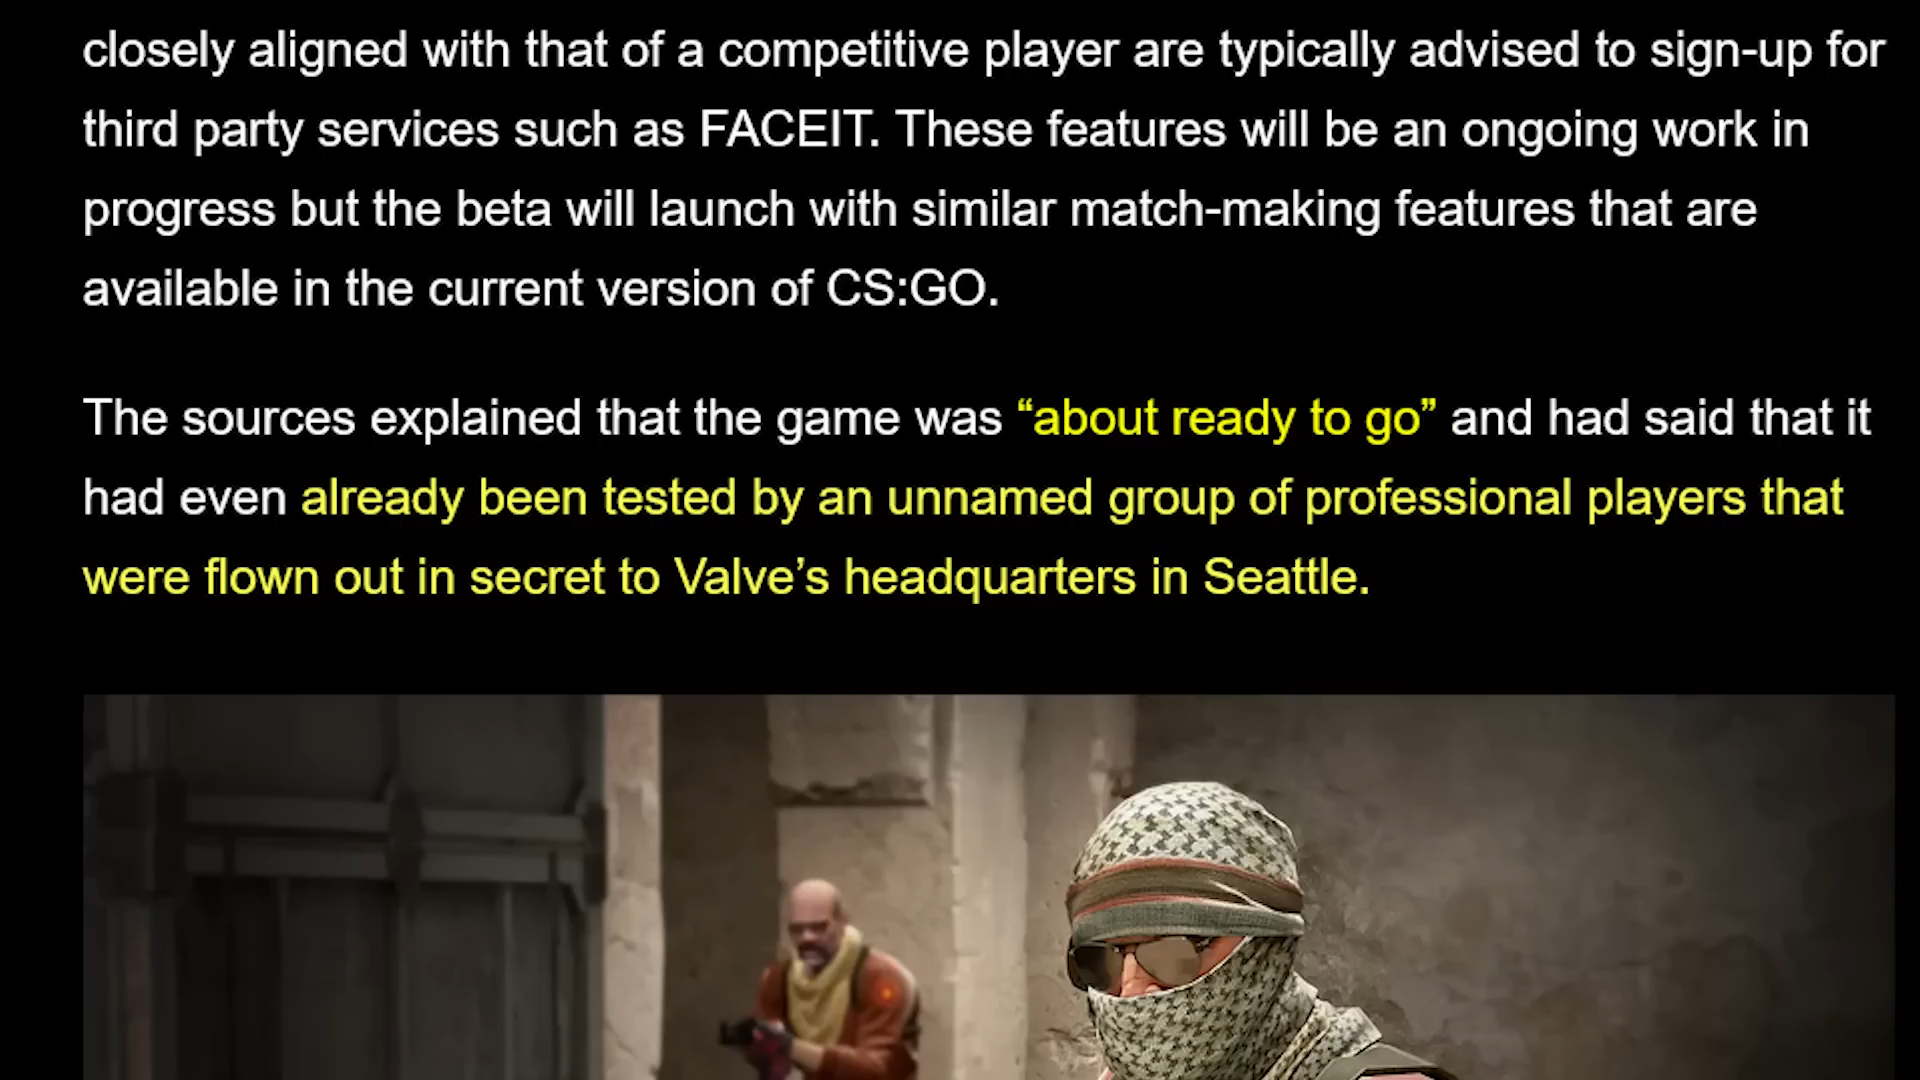 closely aligned with that of a competitive player are typically advised to sign-up for
third party services such as FACEIT. These features will be an ongoing work in
progress but the beta will launch with similar match-making features that are
available in the current version of CS:GO.
The sources explained that the game was “about ready to go” and had said that it
had even already been tested by an unnamed group of professional players that
were flown out in secret to Valve’s headquarters in Seattle.